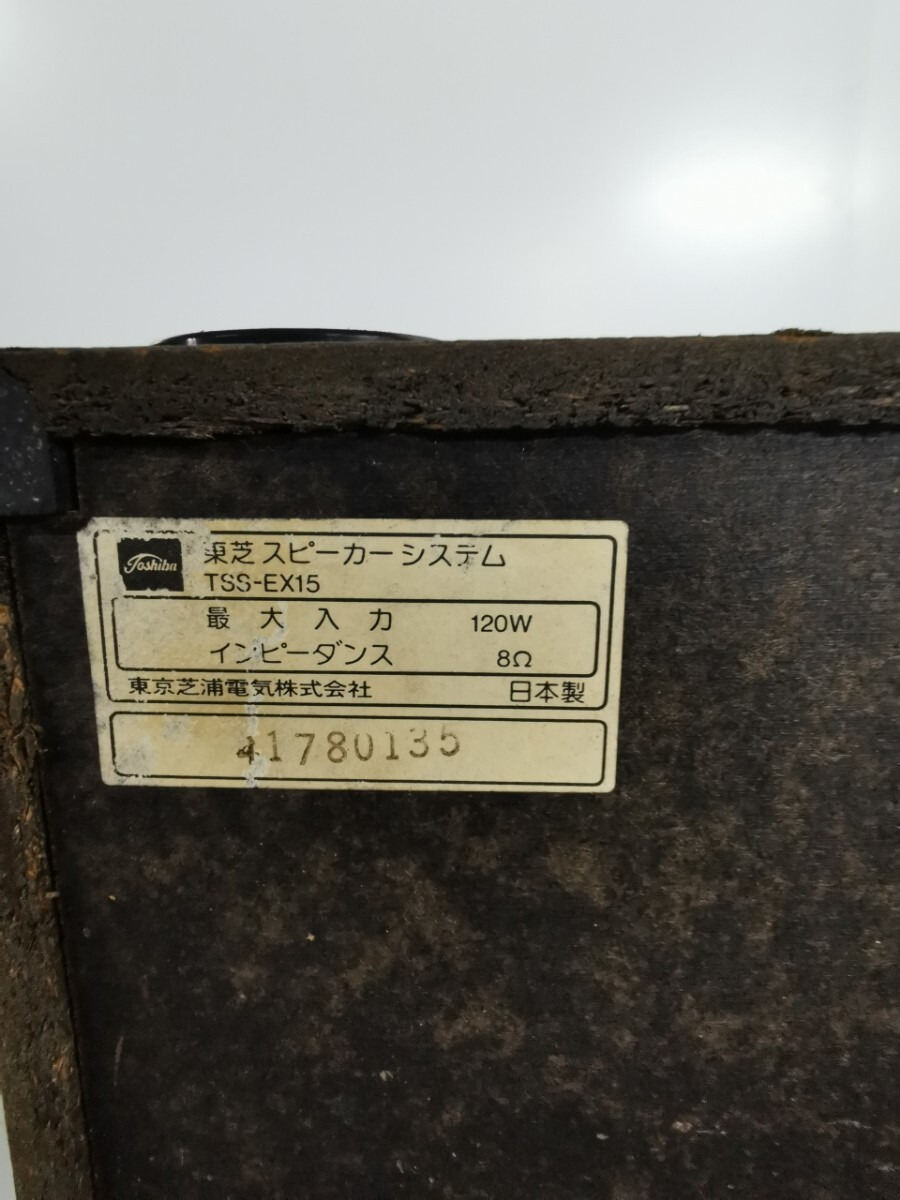 Toshiba
東芝スピーカーシステム
TSS-EX15
最大入力 120W
インピーダンス 8Ω
東京芝浦電気株式会社 日本製
41780135